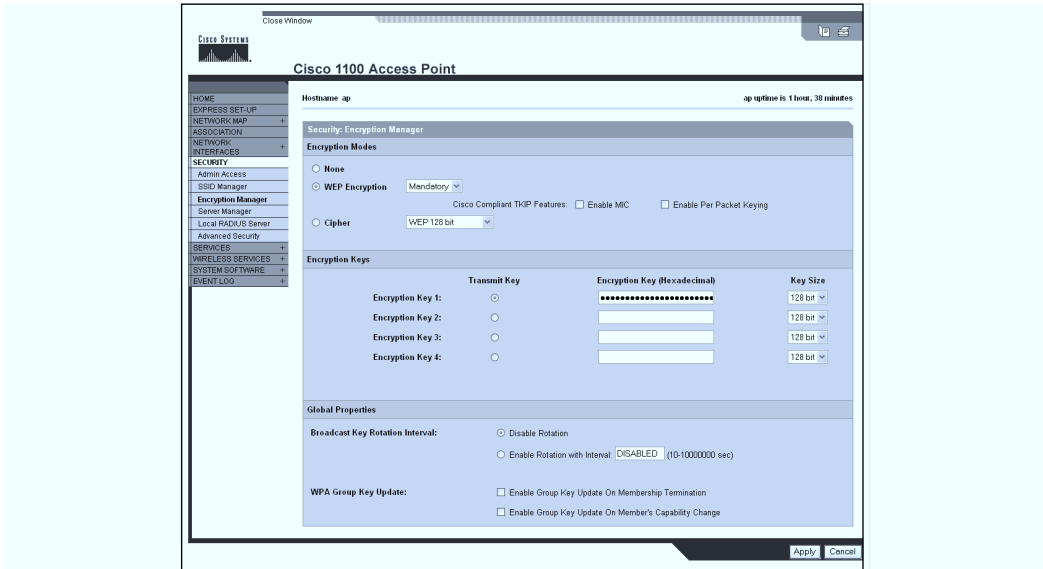 Close Window
CISCO SYSTEMS
Cisco 1100 Access Point
HOME
EXPRESS SET-UP
NETWORK MAP +
ASSOCIATION
NETWORK INTERFACES +
SECURITY
Admin Access
SSID Manager
Encryption Manager
Server Manager
Local RADIUS Server
Advanced Security
SERVICES +
WIRELESS SERVICES +
SYSTEM SOFTWARE +
EVENT LOG +
Hostname ap
ap uptime is 1 hour, 38 minutes
Security: Encryption Manager
Encryption Modes
None
WEP Encryption Mandatory
Cisco Compliant TKIP Features: Enable MIC Enable Per Packet Keying
Cipher WEP 128 bit
Encryption Keys
Transmit Key Encryption Key (Hexadecimal) Key Size
Encryption Key 1: 128 bit
Encryption Key 2: 128 bit
Encryption Key 3: 128 bit
Encryption Key 4: 128 bit
Global Properties
Broadcast Key Rotation Interval: Disable Rotation
Enable Rotation with Interval: DISABLED (10-10000000 sec)
WPA Group Key Update: Enable Group Key Update On Membership Termination
Enable Group Key Update On Member's Capability Change
Apply Cancel